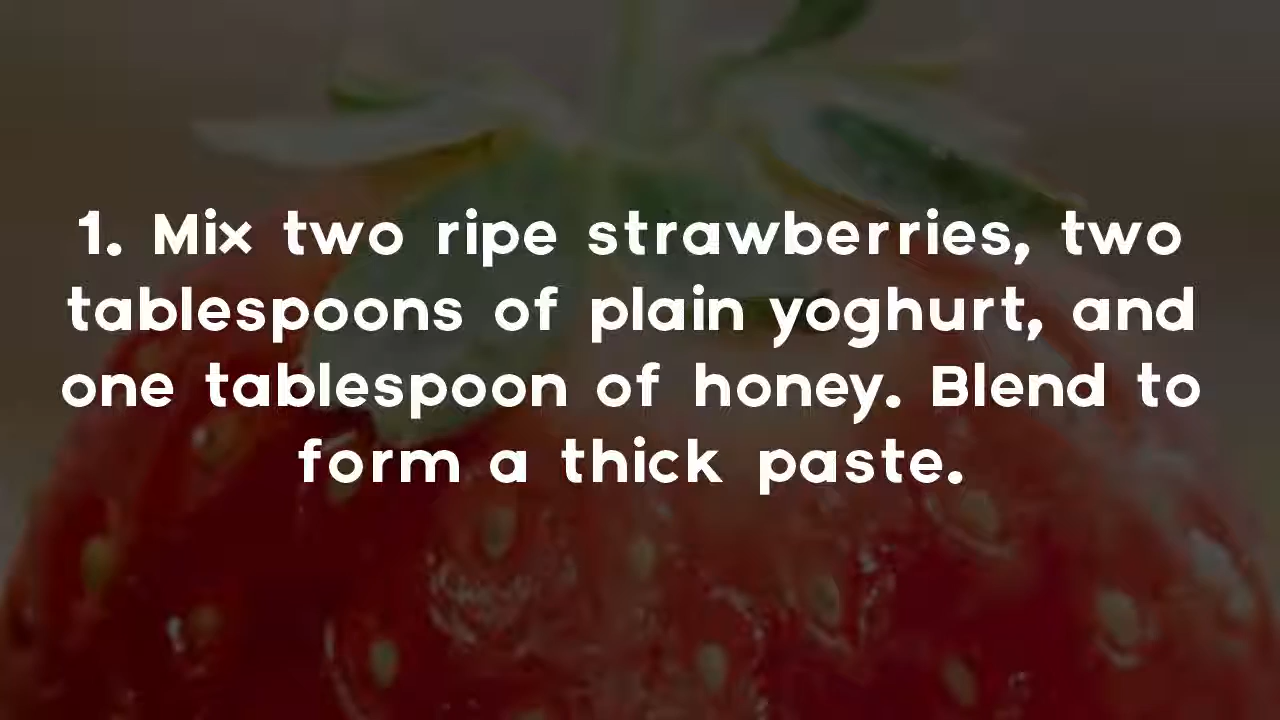 1. Mix two ripe strawberries, two
tablespoons of plain yoghurt, and
one tablespoon of honey. Blend to
form a thick paste.